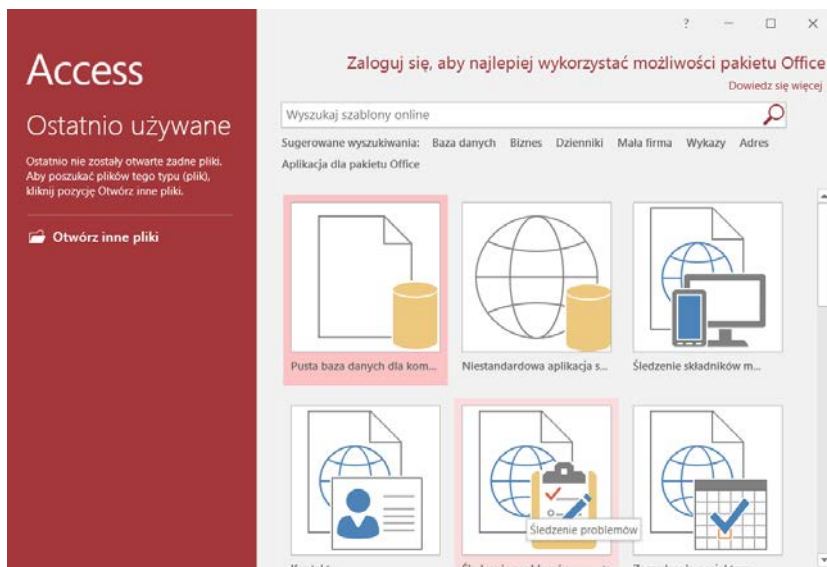 ?
Access
Zaloguj się, aby najlepiej wykorzystać możliwości pakietu Office
Dowiedz się więcej
Ostatnio używane
Ostatnio nie zostały otwarte żadne pliki.
Aby poszukać plików tego typu (plik),
kliknij pozycję Otwórz inne pliki.
Otwórz inne pliki
Wyszukaj szablony online
Sugerowane wyszukiwania: Baza danych Biznes Dzienniki Mała firma Wykazy Adres
Aplikacja dla pakietu Office
Pusta baza danych dla kom...
Niestandardowa aplikacja s...
Śledzenie składników m...
Śledzenie problemów